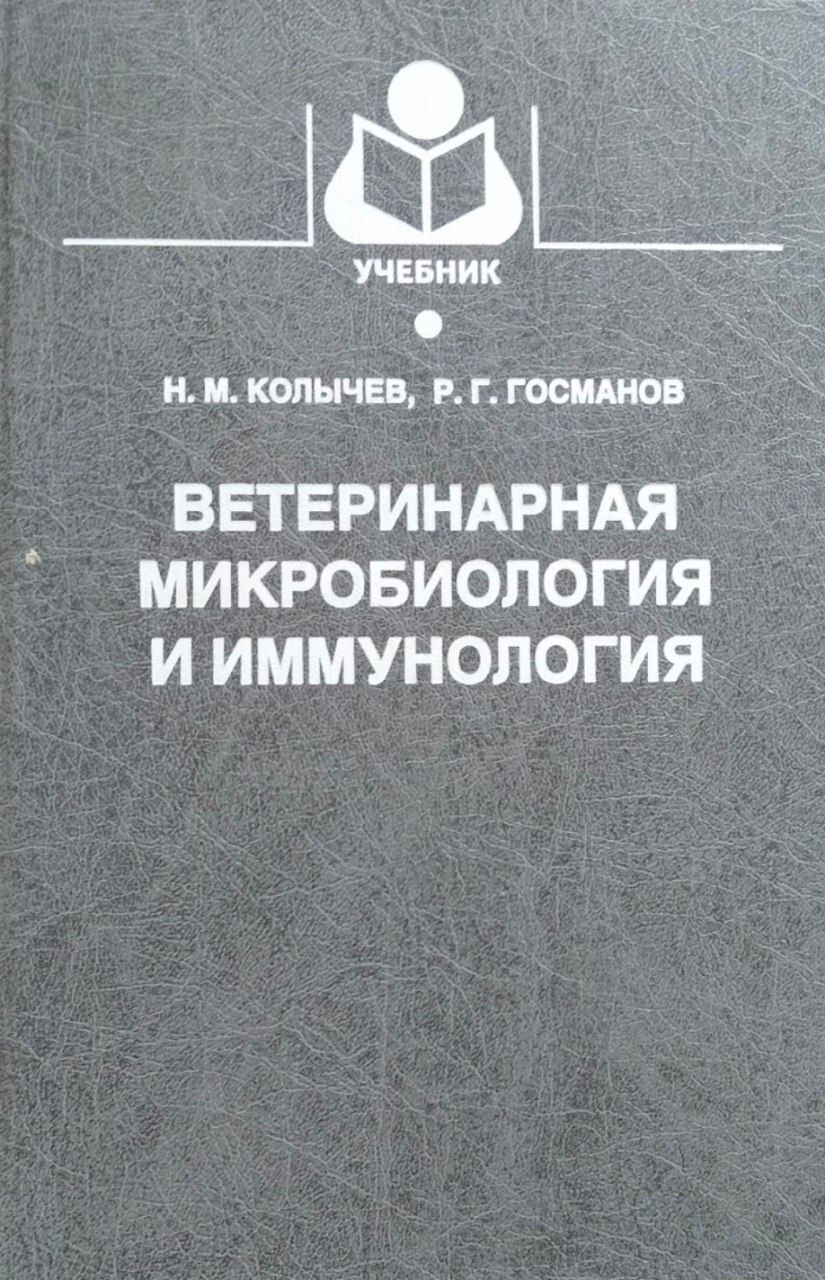 УЧЕБНИК
Н. М. КОЛЫЧЕВ, Р. Г. ГОСМАНОВ
ВЕТЕРИНАРНАЯ
МИКРОБИОЛОГИЯ
И ИММУНОЛОГИЯ